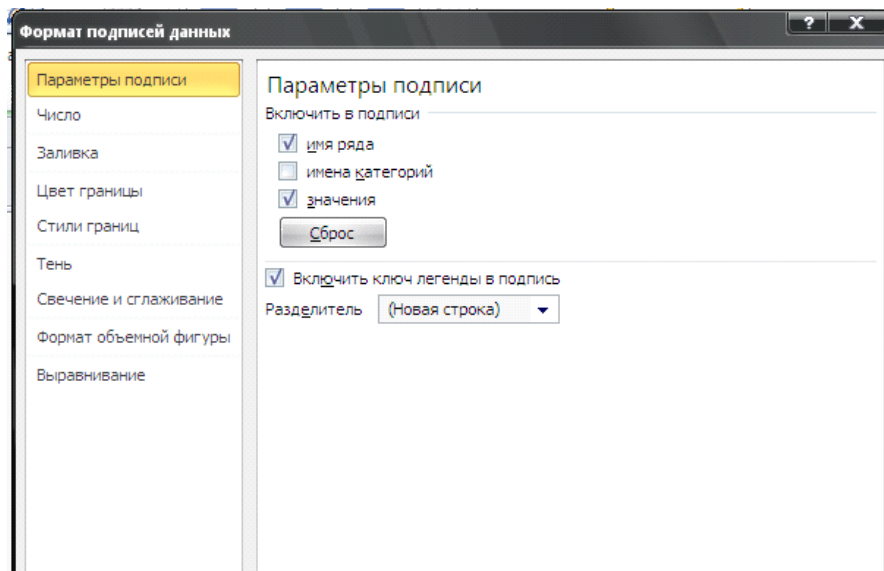 Формат подписей данных
Параметры подписи
Число
Заливка
Цвет границы
Стили границ
Тень
Свечение и сглаживание
Формат объемной фигуры
Выравнивание
Параметры подписи
Включить в подписи
имя ряда
имена категорий
значения
Сброс
Включить ключ легенды в подпись
Разделитель (Новая строка)